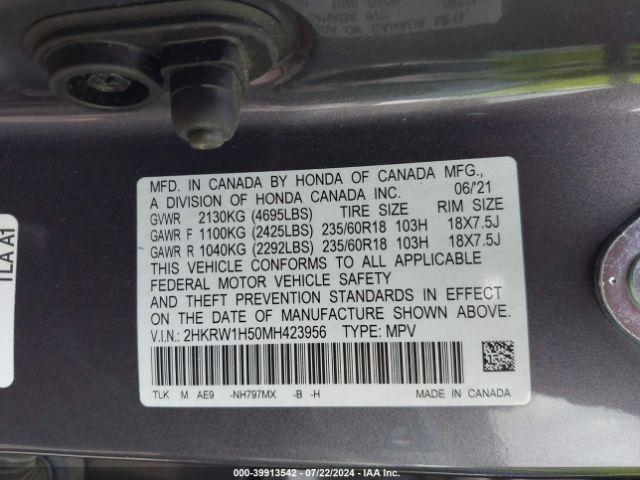 MFD. IN CANADA BY HONDA OF CANADA MFG.,
A DIVISION OF HONDA CANADA INC. 06/21
GVWR 2130KG (4695LBS) TIRE SIZE RIM SIZE
GAWR F 1100KG (2425LBS) 235/60R18 103H 18X7.5J
GAWR R 1040KG (2292LBS) 235/60R18 103H 18X7.5J
THIS VEHICLE CONFORMS TO ALL APPLICABLE
FEDERAL MOTOR VEHICLE SAFETY
AND THEFT PREVENTION STANDARDS IN EFFECT
ON THE DATE OF MANUFACTURE SHOWN ABOVE.
V.I.N.: 2HKRW1H50MH423956 TYPE: MPV
TLK M AE9 -NH797MX -B -H MADE IN CANADA
TLA A1
000-39913542 - 07/22/2024 - IAA Inc.